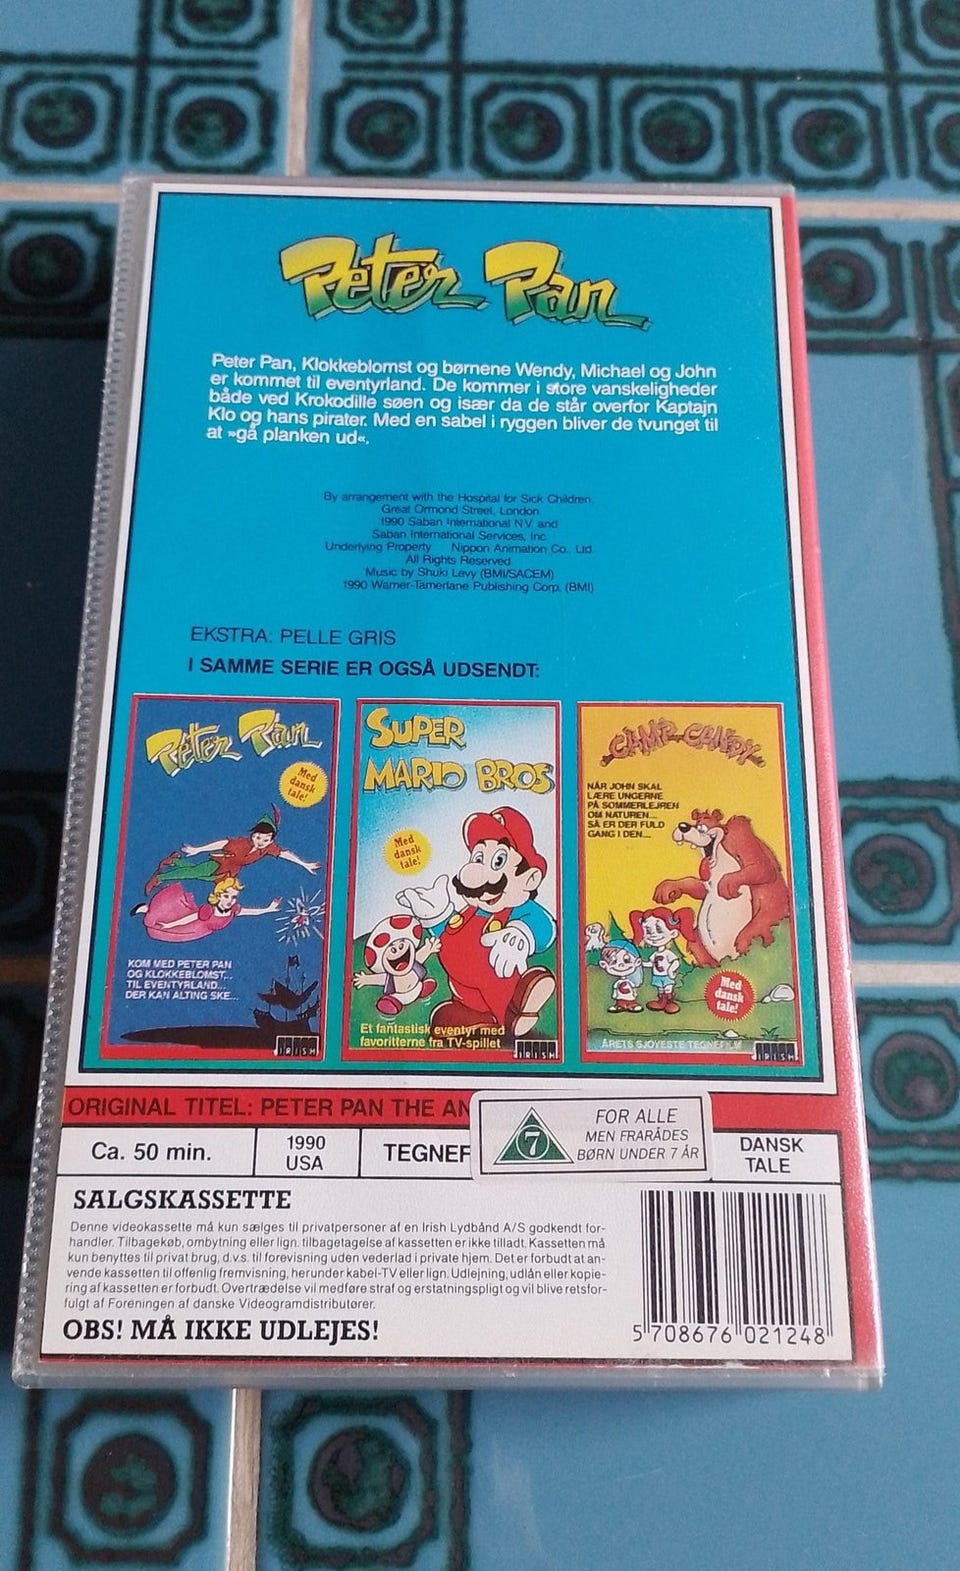 Peter Pan
Peter Pan, Klokkeblomst og børnene Wendy, Michael og John
er kommet til eventyrland. De kommer i store vanskeligheder
både ved Krokodille søen og især da de står overfor Kaptajn
Klo og hans pirater. Med en sabel i ryggen bliver de tvunget til
at »gå planken ud«.
By arrangement with the Hospital for Sick Children.
Great Ormond Street, London
1990 Saban International N.V. and
Saban International Services, Inc.
Underlying Property Nippon Animation Co., Ltd
All Rights Reserved
Music by Shuki Levy (BMI/SACEM)
1990 Warner-Tamerlane Publishing Corp. (BMI)
EKSTRA: PELLE GRIS
I SAMME SERIE ER OGSÅ UDSENDT:
Peter Pan
Med
dansk
tale!
KOM MED PETER PAN
OG KLOKKEBLOMST...
TIL EVENTYRLAND...
DER KAN ALTING SKE...
IRISH
SUPER
MARIO BROS
Med
dansk
tale!
Et fantastisk eventyr med
favoritterne fra TV-spillet
IRISH
CAMP CANDY
NÅR JOHN SKAL
LÆRE UNGERNE
PÅ SOMMERLEJREN
OM NATUREN...
SÅ ER DER FULD
GANG I DEN...
Med
dansk
tale!
ÅRETS SJOVESTE TEGNEFILM
IRISH
ORIGINAL TITEL: PETER PAN THE AN
Ca. 50 min.
1990
USA
TEGNEF
7
FOR ALLE
MEN FRARÅDES
BØRN UNDER 7 ÅR
DANSK
TALE
SALGSKASSETTE
Denne videokassette må kun sælges til privatpersoner af en Irish Lydbånd A/S godkendt for-
handler. Tilbagekøb, ombytning eller lign. tilbagetagelse af kassetten er ikke tilladt. Kassetten må
kun benyttes til privat brug, d.v.s. til forevisning uden vederlad i private hjem. Det er forbudt at an-
vende kassetten til offenlig fremvisning, herunder kabel-TV eller lign. Udlejning, udlån eller kopie-
ring af kassetten er forbudt. Overtrædelse vil medføre straf og erstatningspligt og vil blive retsfor-
fulgt af Foreningen af danske Videogramdistributører.
OBS! MÅ IKKE UDLEJES!
5 708676 021248